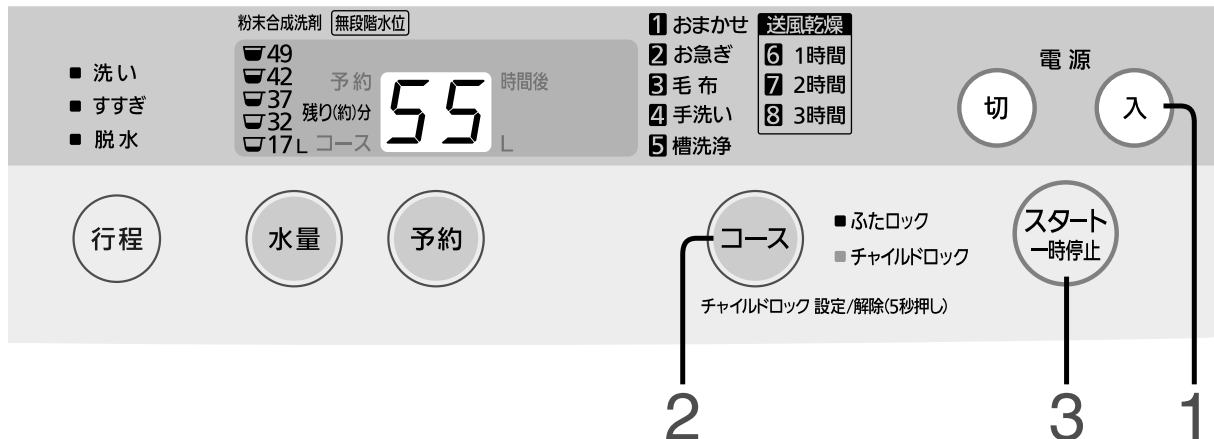 粉末合成洗剤 無段階水位
洗い
すすぎ
脱水
49
42
37
32
17L
予約
残り(約)分
コース
55
時間後
L
1 おまかせ
2 お急ぎ
3 毛布
4 手洗い
5 槽洗浄
送風乾燥
6 1時間
7 2時間
8 3時間
電源
切
入
行程
水量
予約
コース
ふたロック
チャイルドロック
チャイルドロック 設定/解除(5秒押し)
スタート
一時停止
2
3
1